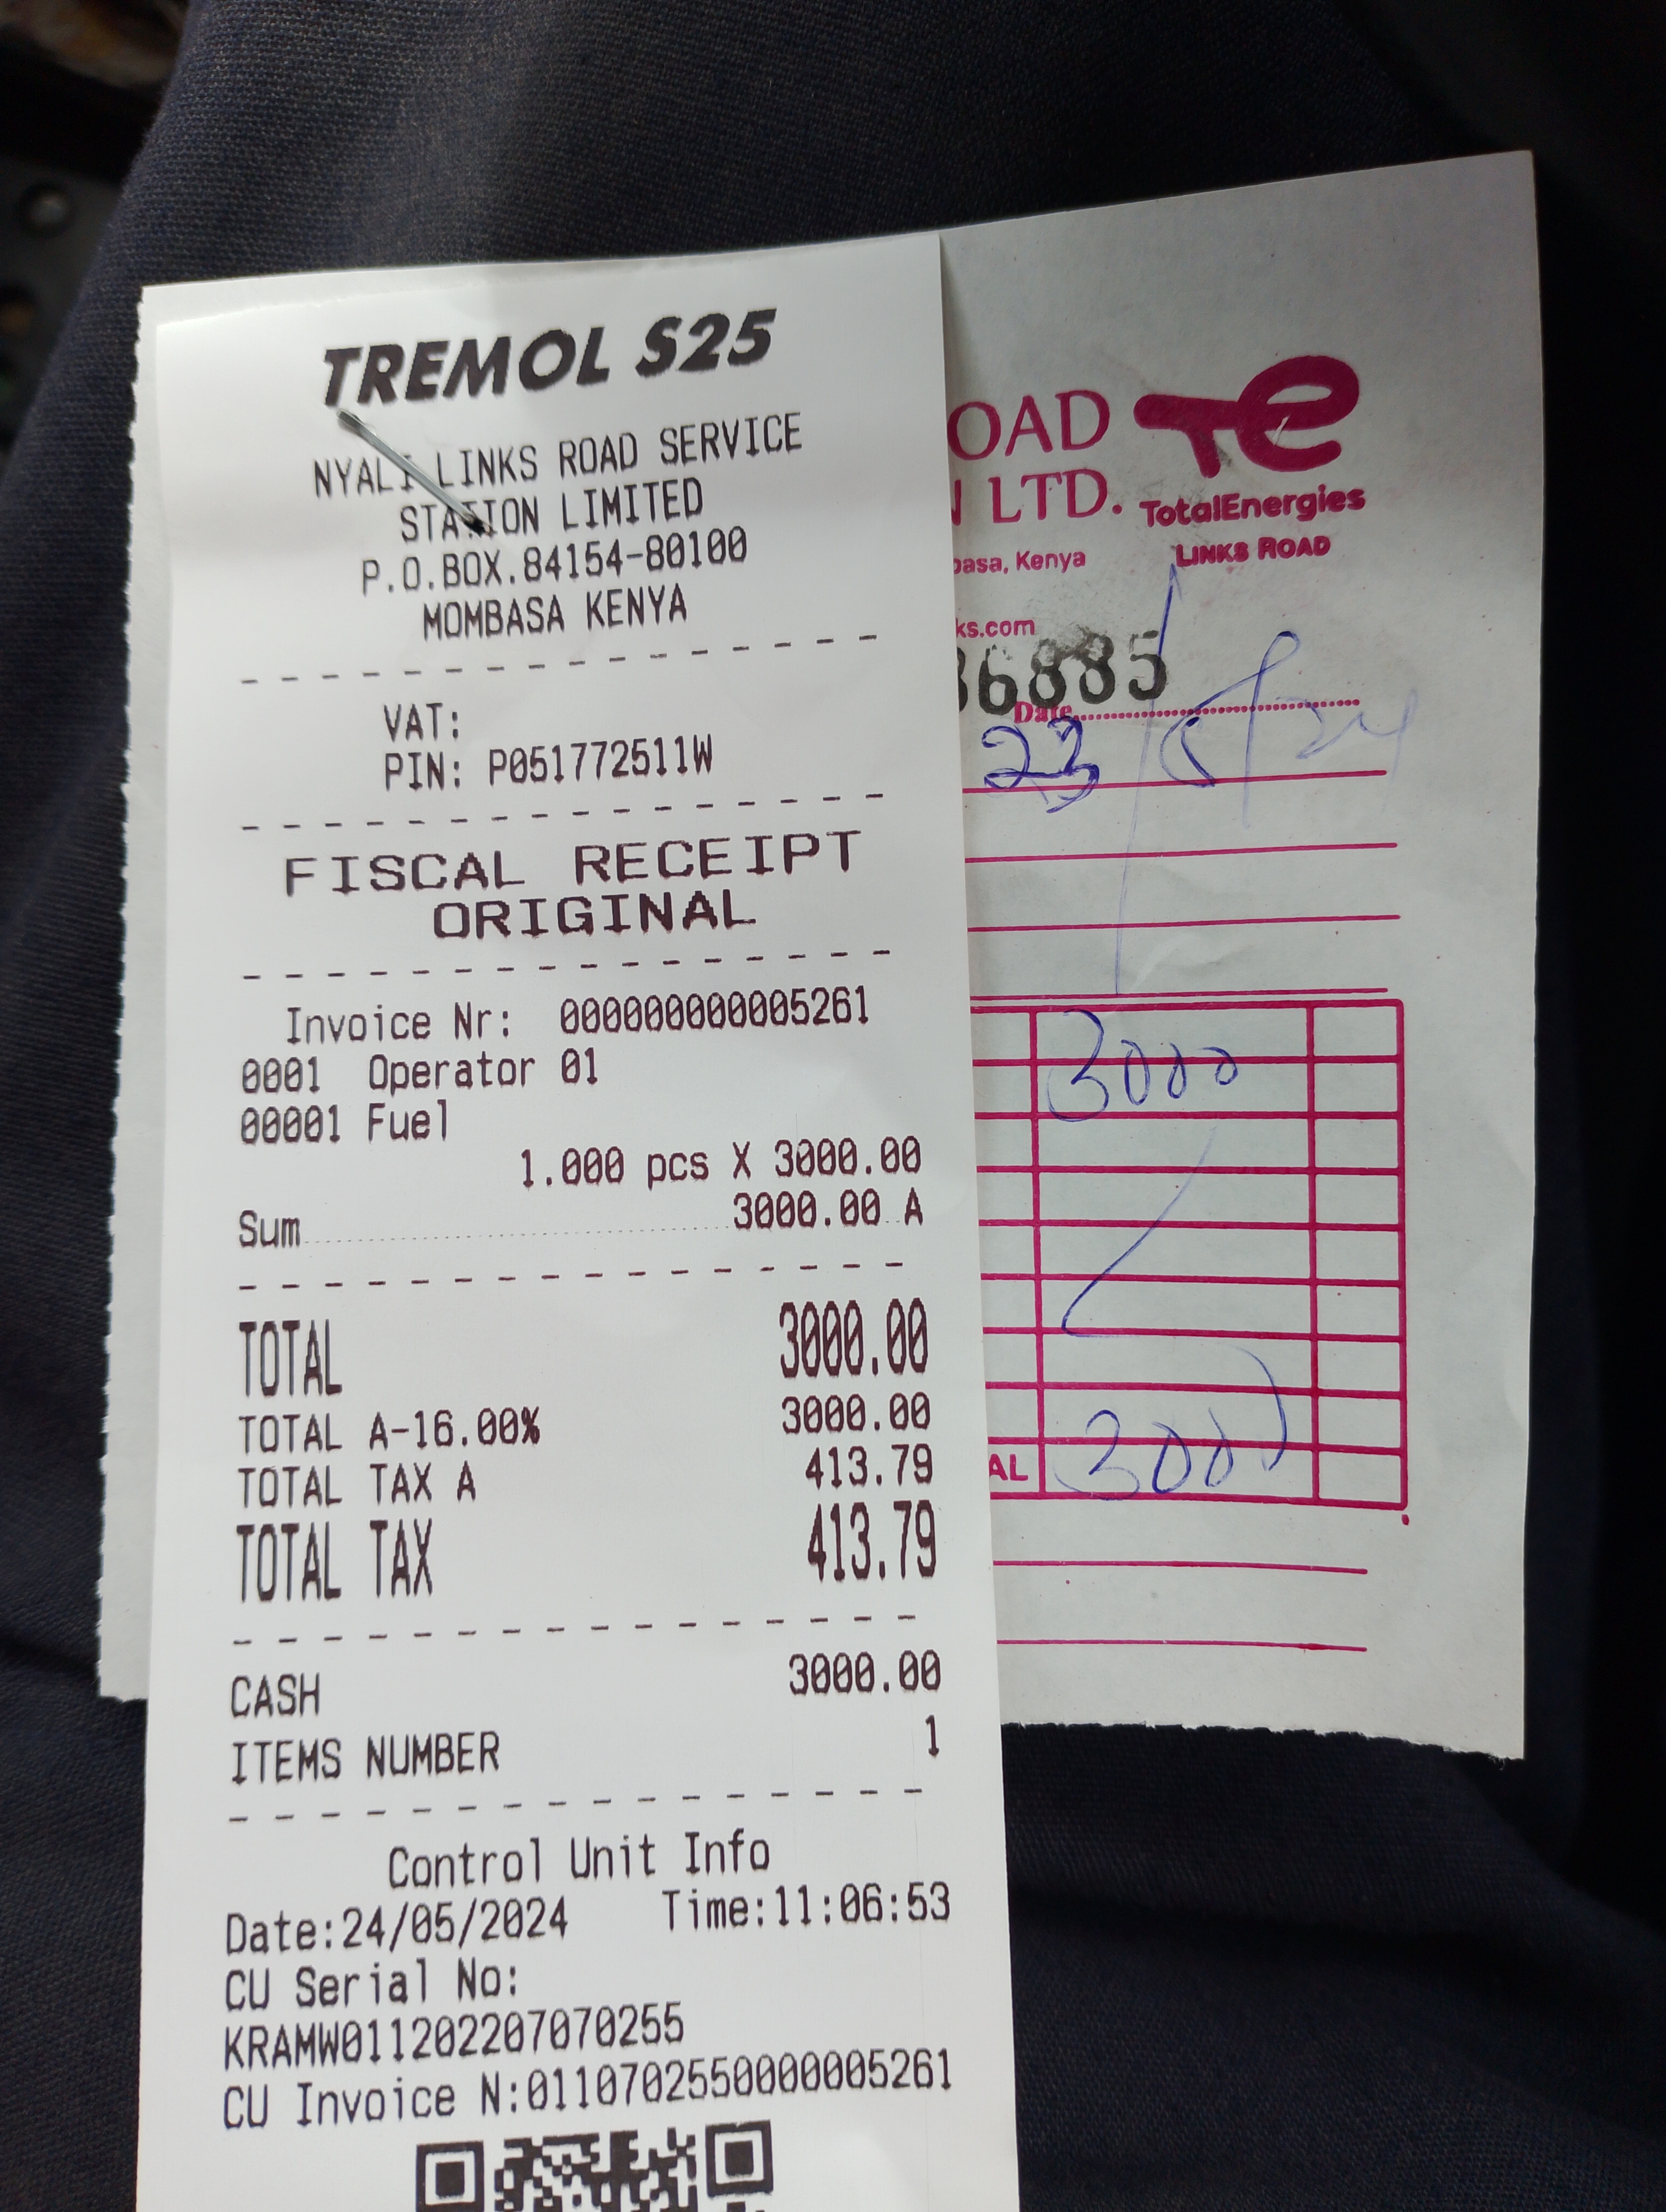 TREMOL S25
NYALI LINKS ROAD SERVICE
STATION LIMITED
P.O.BOX.84154-80100
MOMBASA KENYA
VAT:
PIN: P051772511W
FISCAL RECEIPT
ORIGINAL
Invoice Nr: 000000000005261
0001 Operator 01
00001 Fuel
1.000 pcs X 3000.00
Sum 3000.00 A
TOTAL 3000.00
TOTAL A-16.00% 3000.00
TOTAL TAX A 413.79
TOTAL TAX 413.79
CASH 3000.00
ITEMS NUMBER 1
Control Unit Info
Date:24/05/2024 Time:11:06:53
CU Serial No:
KRAMW011202207070255
CU Invoice N:0110702550000005261
OAD
LTD.
TotalEnergies
LINKS ROAD
basa, Kenya
ks.com
36885
Date
23/5/24
3000
AL 3000